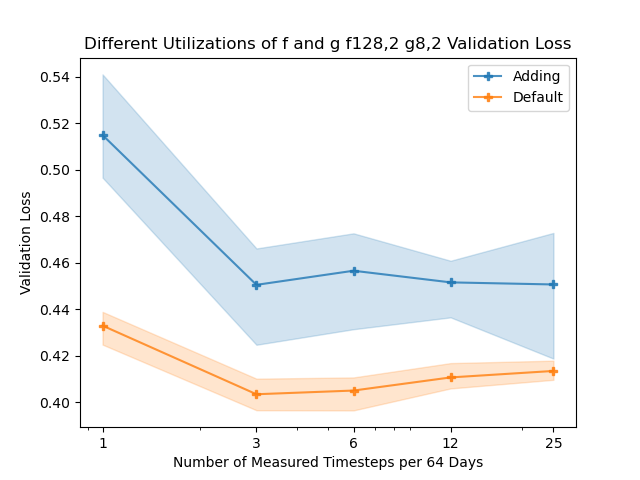 Different Utilizations of f and g f128,2 g8,2 Validation Loss
Adding
Default
Validation Loss
0.54
0.52
0.50
0.48
0.46
0.44
0.42
0.40
1
3
6
12
25
Number of Measured Timesteps per 64 Days